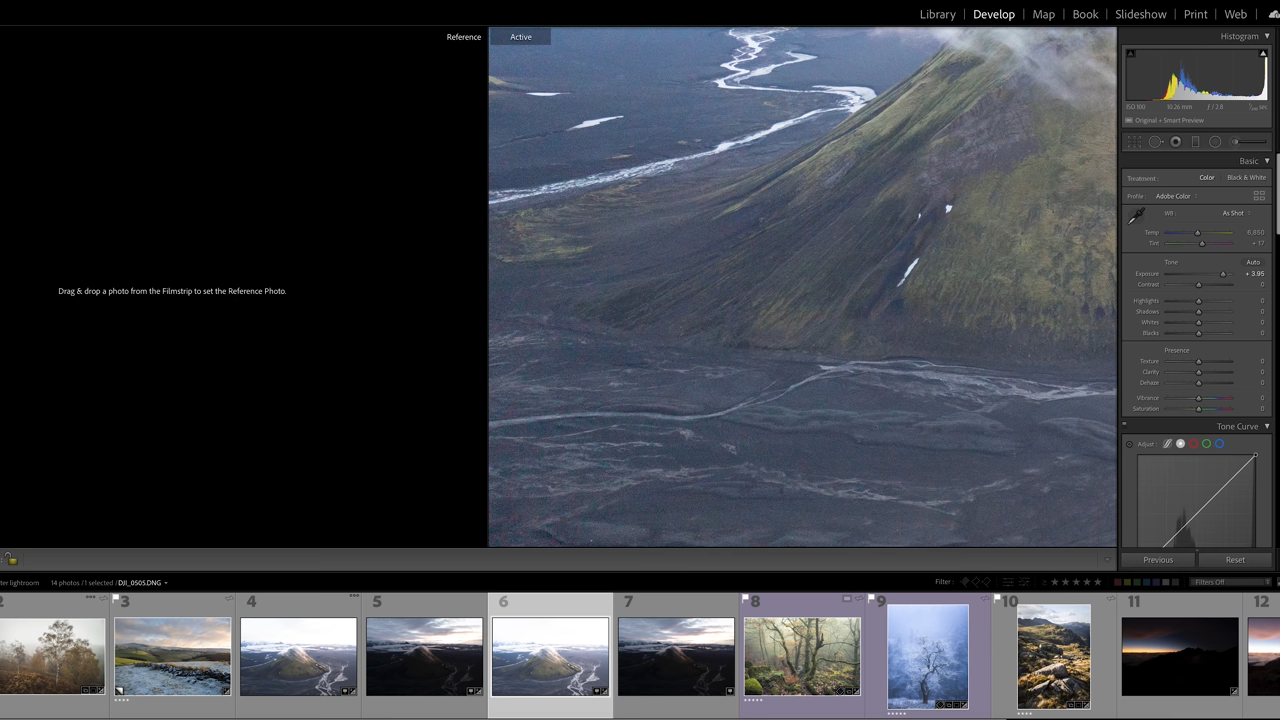 Library | Develop | Map | Book | Slideshow | Print | Web |
Reference
Active
Drag & drop a photo from the Filmstrip to set the Reference Photo.
Histogram
ISO 100 10.26 mm ƒ / 2.8 sec
Original + Smart Preview
Basic
Treatment : Color Black & White
Profile : Adobe Color
WB : As Shot
Temp 6,850
Tint + 17
Tone Auto
Exposure + 3.95
Contrast 0
Highlights 0
Shadows 0
Whites 0
Blacks 0
Presence
Texture 0
Clarity 0
Dehaze 0
Vibrance 0
Saturation 0
Tone Curve
Adjust :
Previous Reset
ter lightroom 14 photos / 1 selected / DJI_0505.DNG
Filter : Filters Off
2 3 4 5 6 7 8 9 10 11 12